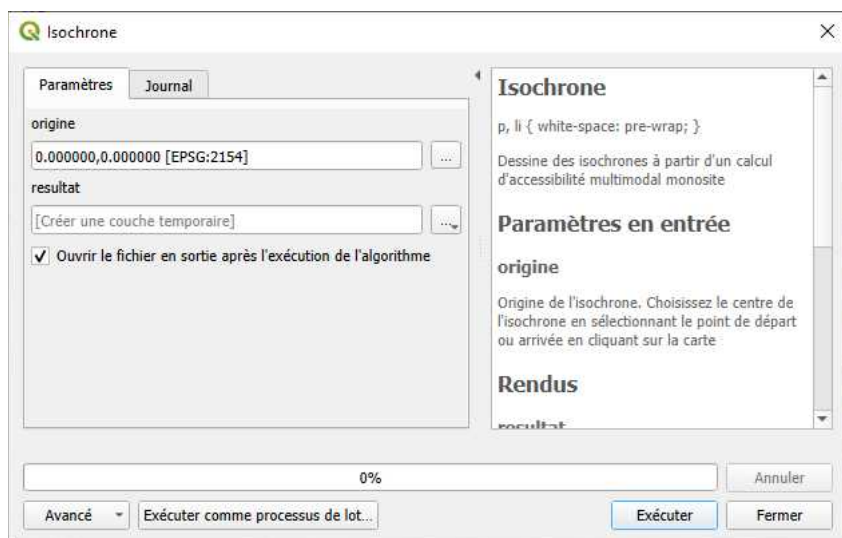 Isochrone
Paramètres
Journal
origine
0.000000,0.000000 [EPSG:2154]
...
resultat
[Créer une couche temporaire]
...
Ouvrir le fichier en sortie après l'exécution de l'algorithme
Isochrone
p, li { white-space: pre-wrap; }
Dessine des isochrones à partir d'un calcul
d'accessibilité multimodal monosite
Paramètres en entrée
origine
Origine de l'isochrone. Choisissez le centre de
l'isochrone en sélectionnant le point de départ
ou arrivée en cliquant sur la carte
Rendus
resultat
0%
Annuler
Avancé
Exécuter comme processus de lot...
Exécuter
Fermer